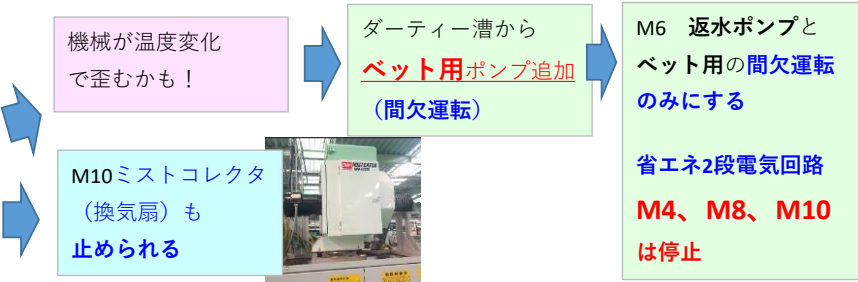 機械が温度変化
で歪むかも！
ダーティー漕から
ベット用ポンプ追加
（間欠運転）
M6　返水ポンプと
ベット用の間欠運転
のみにする
省エネ2段電気回路
M4、M8、M10
は停止
M10ミストコレクタ
（換気扇）も
止められる